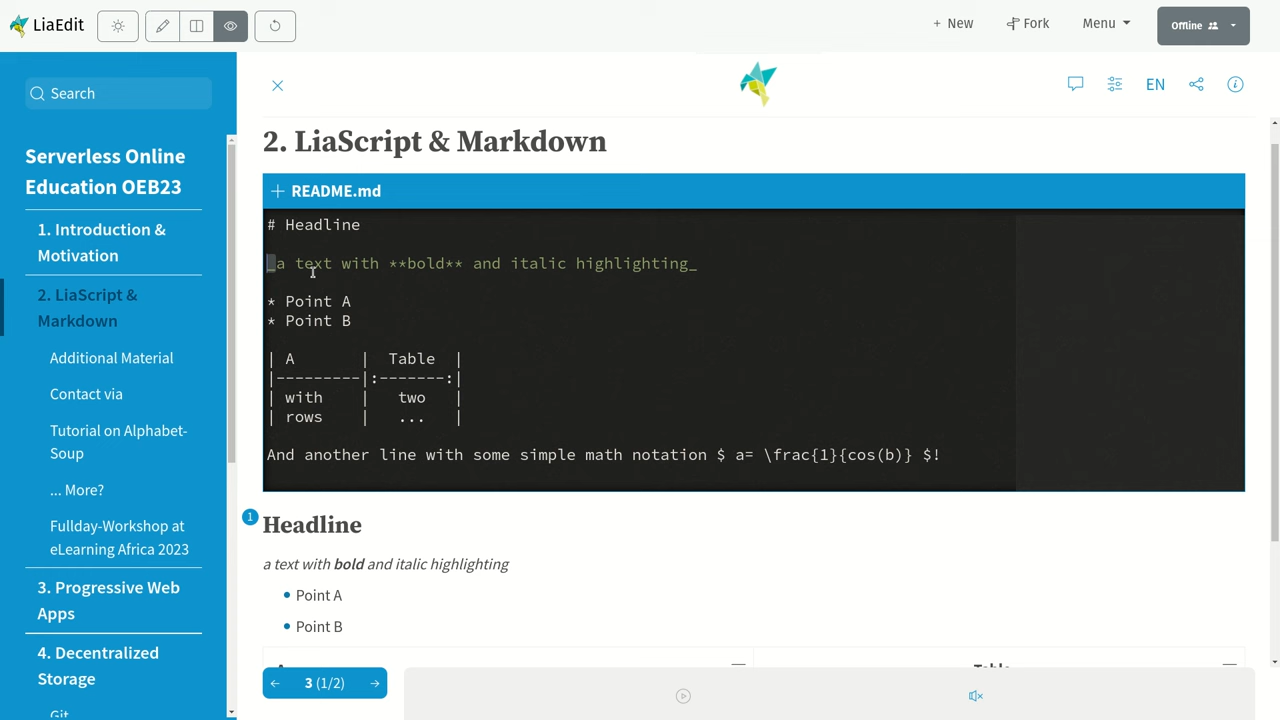 LiaEdit
+ New
Fork
Menu
Offline
Search
EN
Serverless Online
Education OEB23
1. Introduction &
Motivation
2. LiaScript &
Markdown
Additional Material
Contact via
Tutorial on Alphabet-
Soup
... More?
Fullday-Workshop at
eLearning Africa 2023
3. Progressive Web
Apps
4. Decentralized
Storage
Git
2. LiaScript & Markdown
README.md
# Headline
_a text with **bold** and italic highlighting_
* Point A
* Point B
| A       |  Table  |
|---------|:-------:|
| with    |   two   |
| rows    |   ...   |
And another line with some simple math notation $ a= \frac{1}{cos(b)} $!
1
Headline
a text with bold and italic highlighting
Point A
Point B
A
Table
3 (1/2)